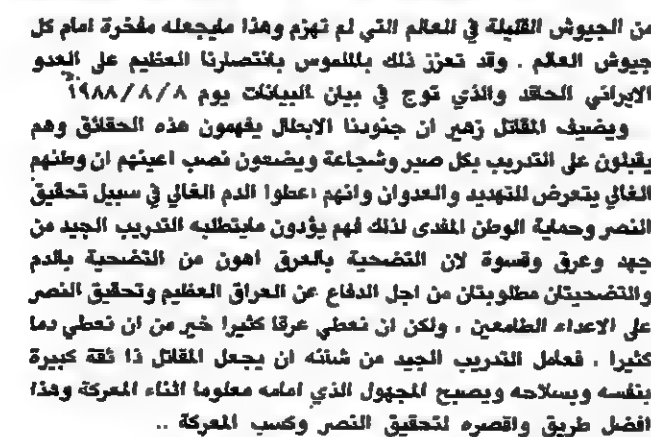 من الجيوش القليلة في العالم التي لم تهزم وهذا مليجعله مفخرة امام كل
جيوش العالم . وقد تعزز ذلك بالملموس بانتصارنا العظيم على العدو
الايراني الحاقد والذي توج في بيان البيانات يوم ١٩٨٨/٨/٨
ويضيف المقاتل زهير ان جنودنا الابطال يفهمون هذه الحقائق وهم
يقبلون على التدريب بكل صبر وشجاعة ويضعون نصب اعينهم ان وطنهم
الغالي يتعرض للتهديد والعدوان وانهم اعطوا الدم الغالي في سبيل تحقيق
النصر وحماية الوطن المفدى لذلك فهم يؤدون مايتطلبه التدريب الجيد من
جهد وعرق وقسوة لان التضحية بالعرق اهون من التضحية بالدم
والتضحيتان مطلوبتان من اجل الدفاع عن العراق العظيم وتحقيق النصر
على الاعداء الطامعين ، ولكن ان نعطي عرقا كثيرا خير من ان نعطي دما
كثيرا . فعامل التدريب الجيد من شانه ان يجعل المقاتل ذا ثقة كبيرة
بنفسه وبسلاحه ويصبح المجهول الذي امامه معلوما اثناء المعركة وهذا
افضل طريق واقصره لتحقيق النصر وكسب المعركة ..